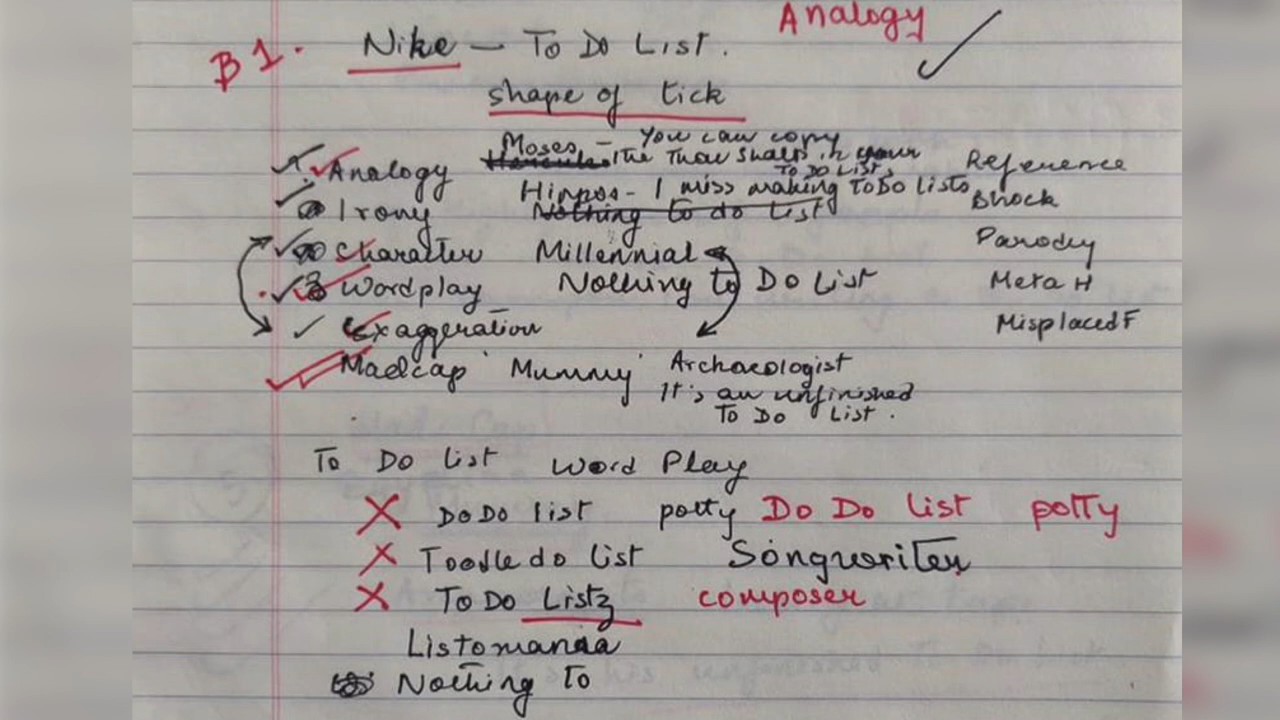 Analogy
B1. Nike — To Do List.
shape of tick
Moses, - You can copy
Analogy the Thou Shalls in your Reference
To Do List.
Hippos - I miss making To Do lists
Irony Nothing to do list Shock
Character Millennial Parody
Wordplay Nothing to Do List Meta H
Exaggeration Misplaced F
Madcap 'Mummy' Archaeologist
It's an unfinished
To Do List.
To Do list Word Play
DoDo list potty Do Do list potty
Toodle do list Songwriter
To Do Listz composer
Listomania
Nothing to